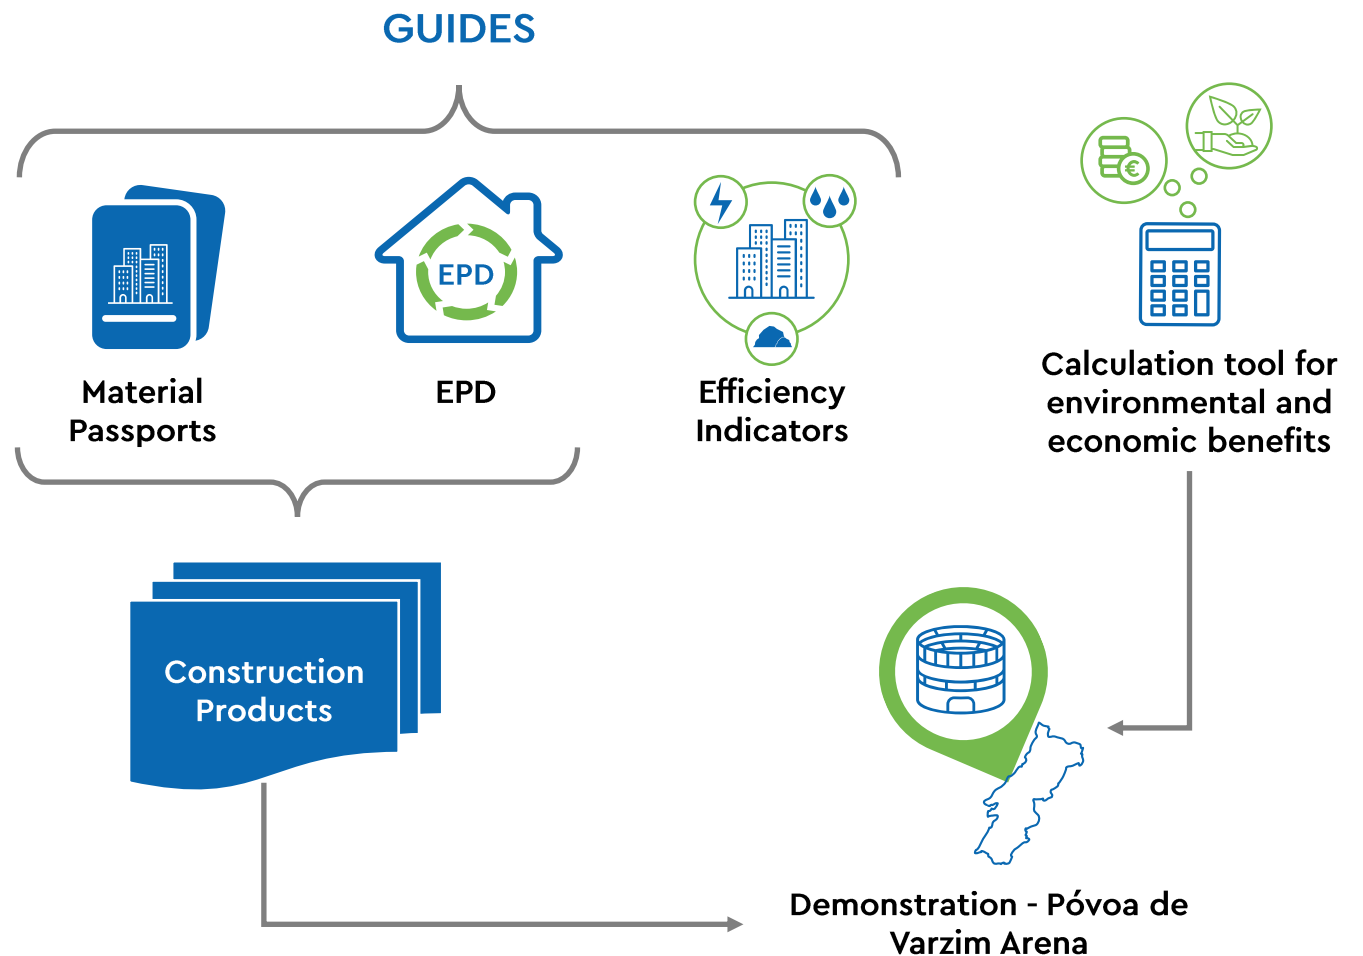 GUIDES
EPD
€
Material
Passports
EPD
Efficiency
Indicators
Calculation tool for
environmental and
economic benefits
Construction
Products
Demonstration - Póvoa de
Varzim Arena